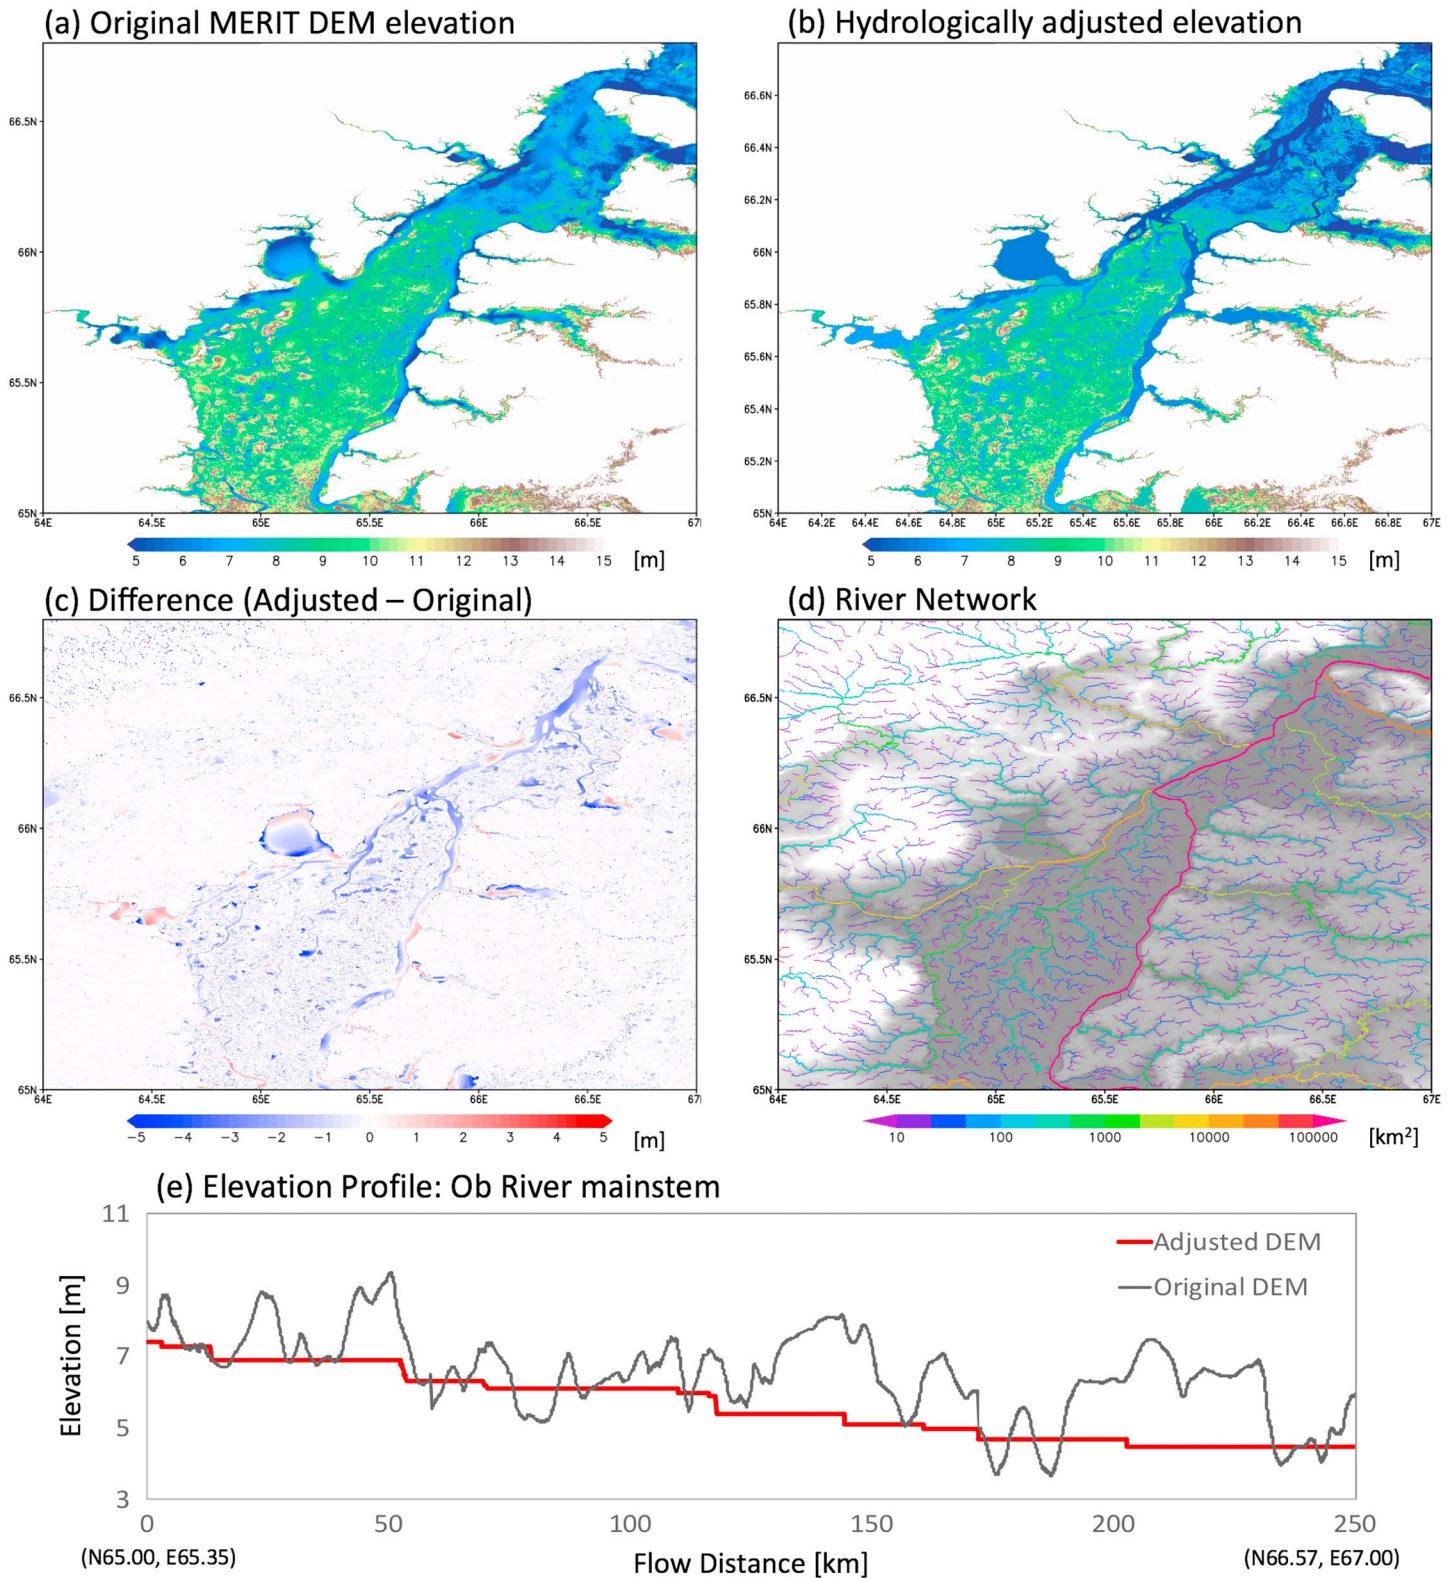 (a) Original MERIT DEM elevation
66.5N
66N
65.5N
65N
64E 64.5E 65E 65.5E 66E 66.5E 67
5 6 7 8 9 10 11 12 13 14 15 [m]
(b) Hydrologically adjusted elevation
66.6N
66.4N
66.2N
66N
65.8N
65.6N
65.4N
65.2N
65N
64E 64.2E 64.4E 64.6E 64.8E 65E 65.2E 65.4E 65.6E 65.8E 66E 66.2E 66.4E 66.6E 66.8E 67E
5 6 7 8 9 10 11 12 13 14 15 [m]
(c) Difference (Adjusted – Original)
66.5N
66N
65.5N
65N
64E 64.5E 65E 65.5E 66E 66.5E 67E
−5 −4 −3 −2 −1 0 1 2 3 4 5 [m]
(d) River Network
66.5N
66N
65.5N
65N
64E 64.5E 65E 65.5E 66E 66.5E 67E
10 100 1000 10000 100000 [km²]
(e) Elevation Profile: Ob River mainstem
Elevation [m]
11
9
7
5
3
Adjusted DEM
Original DEM
0 50 100 150 200 250
(N65.00, E65.35)
Flow Distance [km]
(N66.57, E67.00)